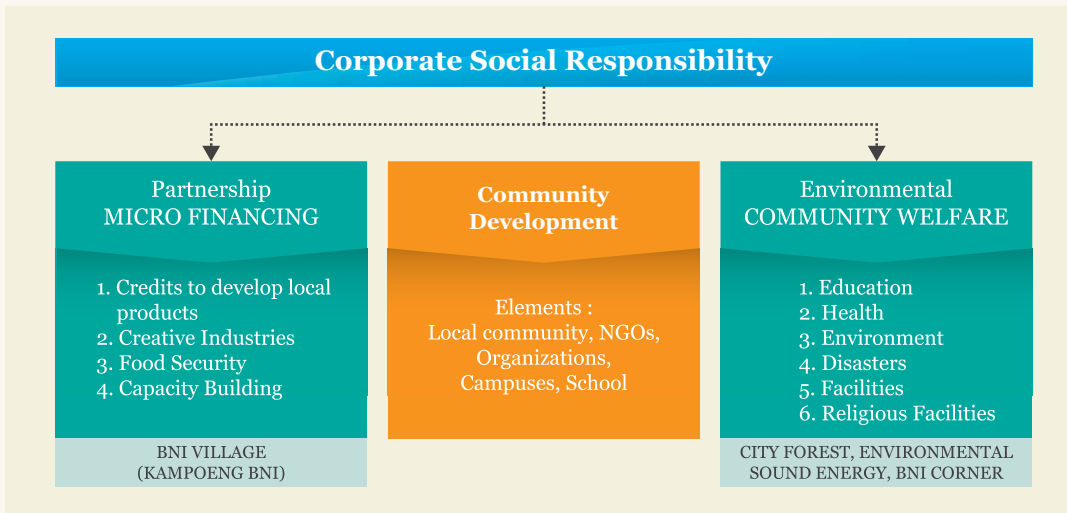 Corporate Social Responsibility
Partnership
MICRO FINANCING
1. Credits to develop local
products
2. Creative Industries
3. Food Security
4. Capacity Building
BNI VILLAGE
(KAMPOENG BNI)
Community
Development
Elements :
Local community, NGOs,
Organizations,
Campuses, School
Environmental
COMMUNITY WELFARE
1. Education
2. Health
3. Environment
4. Disasters
5. Facilities
6. Religious Facilities
CITY FOREST, ENVIRONMENTAL
SOUND ENERGY, BNI CORNER